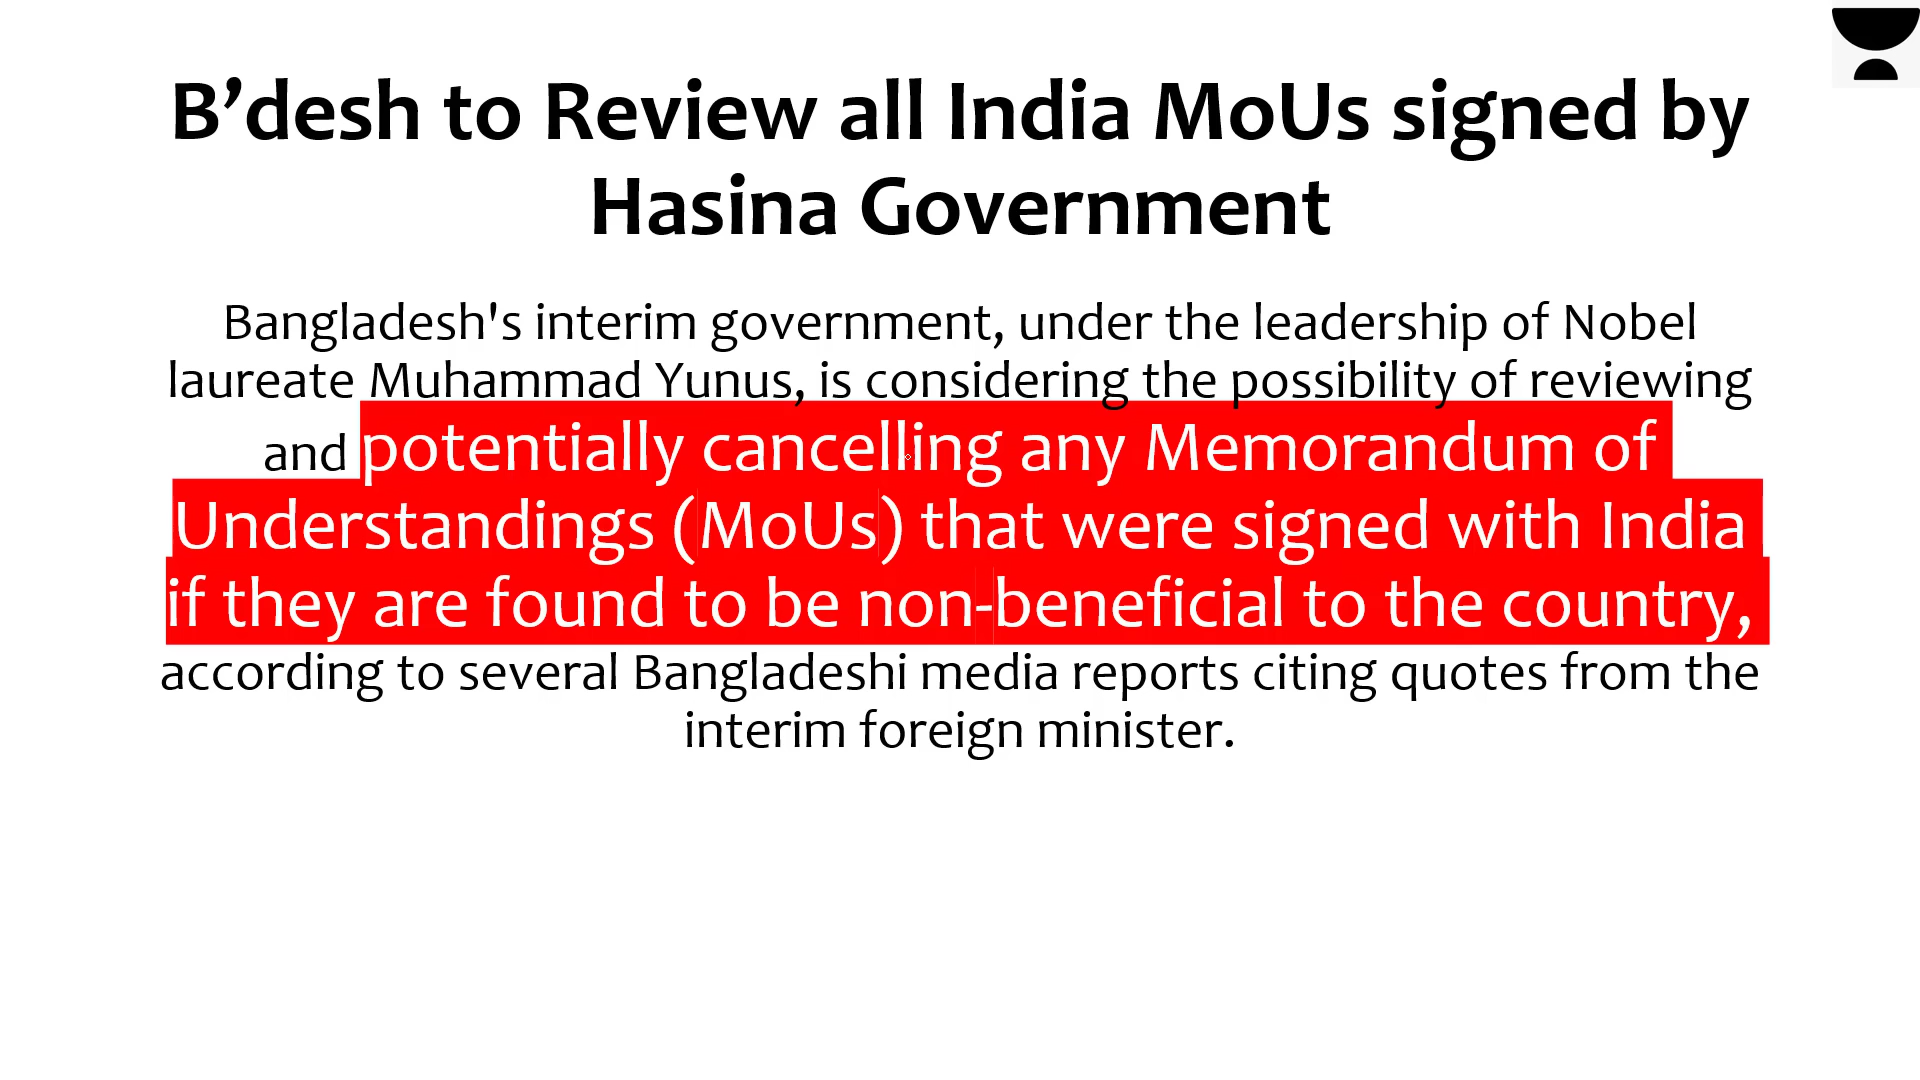 B’desh to Review all India MoUs signed by
Hasina Government
Bangladesh's interim government, under the leadership of Nobel
laureate Muhammad Yunus, is considering the possibility of reviewing
and potentially cancelling any Memorandum of
Understandings (MoUs) that were signed with India
if they are found to be non-beneficial to the country,
according to several Bangladeshi media reports citing quotes from the
interim foreign minister.